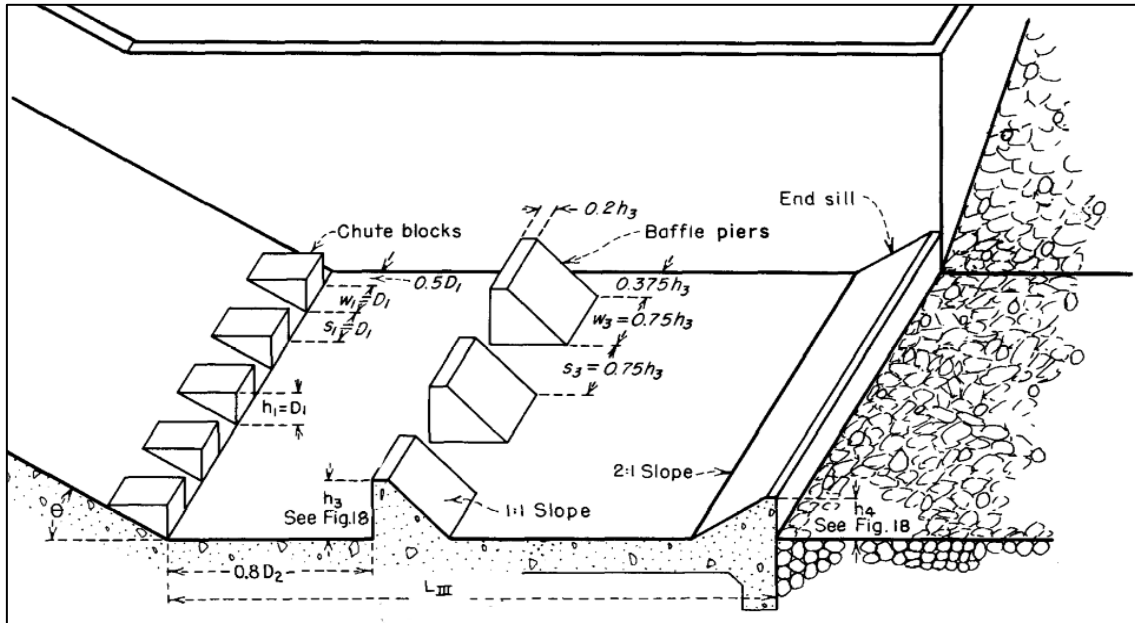 0.2h₃
End sill
Chute blocks
Baffle piers
0.5D₁
0.375h₃
w₁=D₁
w₃=0.75h₃
s₁=D₁
s₃=0.75h₃
h₁=D₁
2:1 Slope
h₃
See Fig.18
1:1 Slope
h₄
See Fig. 18
θ
0.8D₂
L III